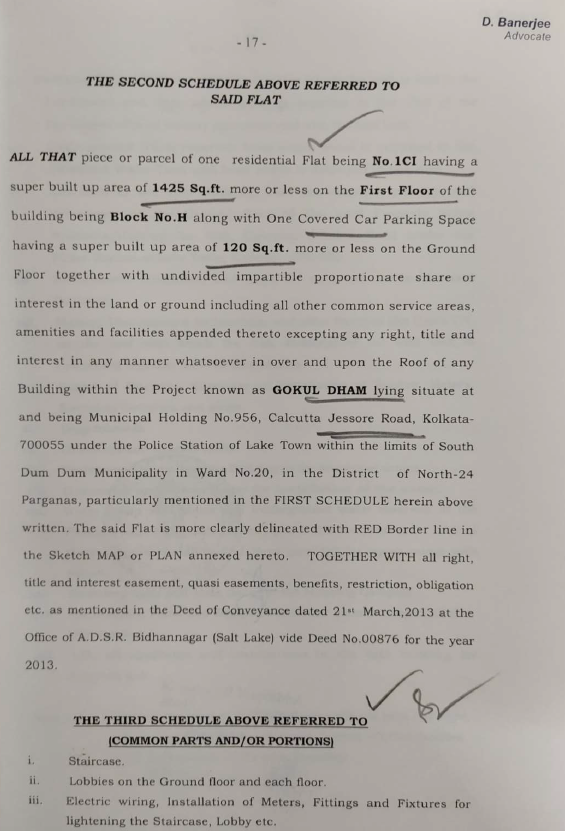 D. Banerjee
Advocate
- 17 -
THE SECOND SCHEDULE ABOVE REFERRED TO
SAID FLAT
ALL THAT piece or parcel of one residential Flat being No.1CI having a
super built up area of 1425 Sq.ft. more or less on the First Floor of the
building being Block No.H along with One Covered Car Parking Space
having a super built up area of 120 Sq.ft. more or less on the Ground
Floor together with undivided impartible proportionate share or
interest in the land or ground including all other common service areas,
amenities and facilities appended thereto excepting any right, title and
interest in any manner whatsoever in over and upon the Roof of any
Building within the Project known as GOKUL DHAM lying situate at
and being Municipal Holding No.956, Calcutta Jessore Road, Kolkata-
700055 under the Police Station of Lake Town within the limits of South
Dum Dum Municipality in Ward No.20, in the District of North-24
Parganas, particularly mentioned in the FIRST SCHEDULE herein above
written. The said Flat is more clearly delineated with RED Border line in
the Sketch MAP or PLAN annexed hereto. TOGETHER WITH all right,
title and interest easement, quasi easements, benefits, restriction, obligation
etc. as mentioned in the Deed of Conveyance dated 21st March,2013 at the
Office of A.D.S.R. Bidhannagar (Salt Lake) vide Deed No.00876 for the year
2013.
THE THIRD SCHEDULE ABOVE REFERRED TO
(COMMON PARTS AND/OR PORTIONS)
i. Staircase.
ii. Lobbies on the Ground floor and each floor.
iii. Electric wiring, Installation of Meters, Fittings and Fixtures for
lightening the Staircase, Lobby etc.